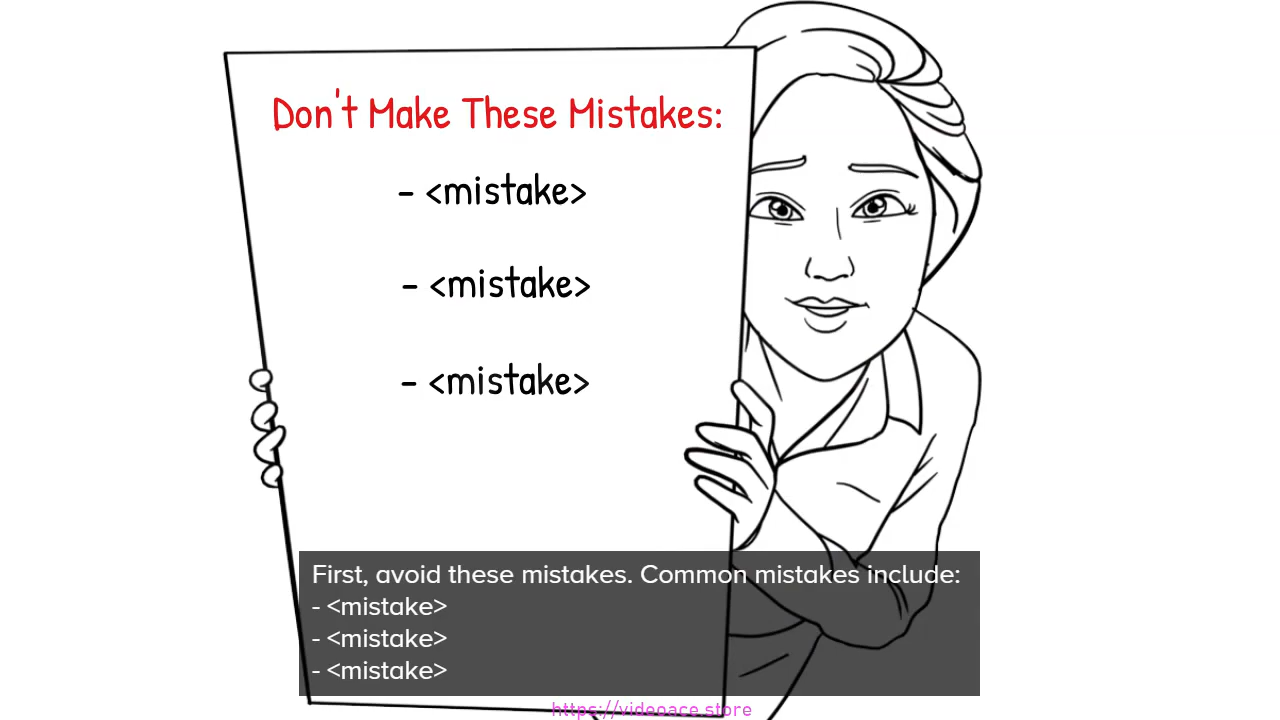 Don't Make These Mistakes:
- <mistake>
- <mistake>
- <mistake>
First, avoid these mistakes. Common mistakes include:
- <mistake>
- <mistake>
- <mistake>
https://videoace.store